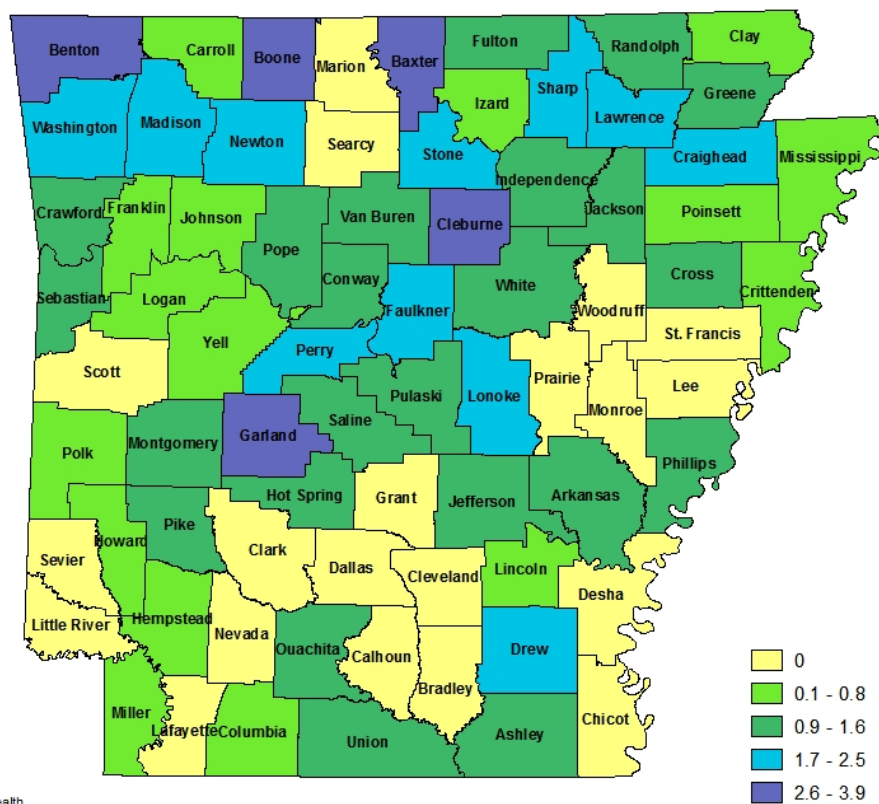 Benton
Carroll
Boone
Marion
Baxter
Fulton
Randolph
Clay
Izard
Sharp
Lawrence
Greene
Washington
Madison
Newton
Searcy
Stone
Craighead
Mississippi
Independence
Jackson
Poinsett
Crawford
Franklin
Johnson
Pope
Van Buren
Cleburne
Sebastian
Logan
Conway
Faulkner
White
Woodruff
Cross
Crittenden
Yell
Perry
St. Francis
Scott
Pulaski
Lonoke
Prairie
Lee
Monroe
Polk
Montgomery
Garland
Saline
Phillips
Hot Spring
Grant
Jefferson
Arkansas
Pike
Howard
Sevier
Clark
Dallas
Cleveland
Lincoln
Desha
Little River
Hempstead
Nevada
Ouachita
Calhoun
Bradley
Drew
Miller
Lafayette
Columbia
Union
Ashley
Chicot
0
0.1 - 0.8
0.9 - 1.6
1.7 - 2.5
2.6 - 3.9